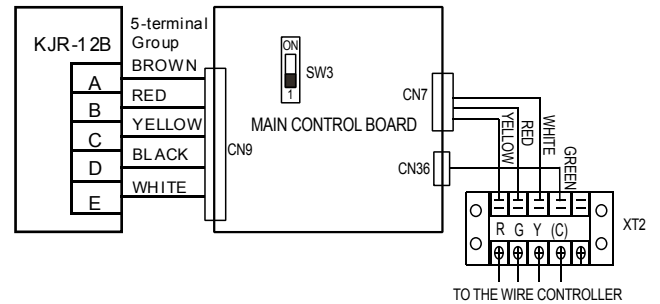 5-terminal
Group
KJR-12B
A
B
C
D
E
BROWN
RED
YELLOW
BLACK
WHITE
CN9
ON
1
SW3
MAIN CONTROL BOARD
CN7
CN36
YELLOW
RED
WHITE
GREEN
R G Y (C)
XT2
TO THE WIRE CONTROLLER